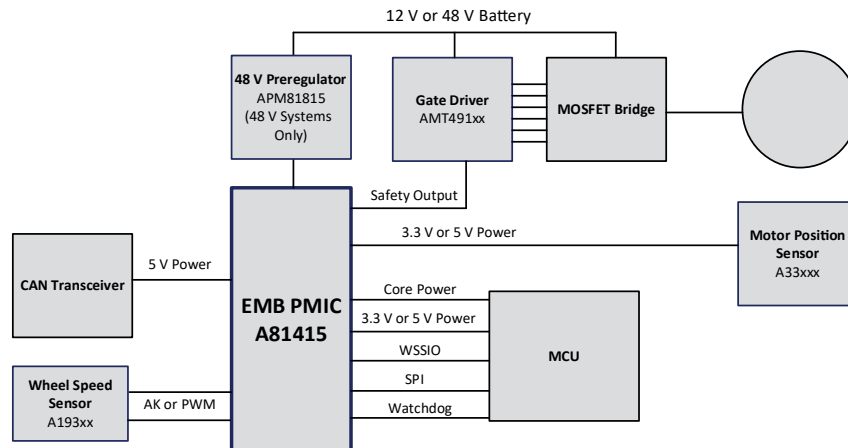 12 V or 48 V Battery
48 V Preregulator
APM81815
(48 V Systems
Only)
Gate Driver
AMT491xx
MOSFET Bridge
Safety Output
3.3 V or 5 V Power
Motor Position
Sensor
A33xxx
CAN Transceiver
5 V Power
EMB PMIC
A81415
Core Power
3.3 V or 5 V Power
WSSIO
SPI
Watchdog
MCU
Wheel Speed
Sensor
A193xx
AK or PWM